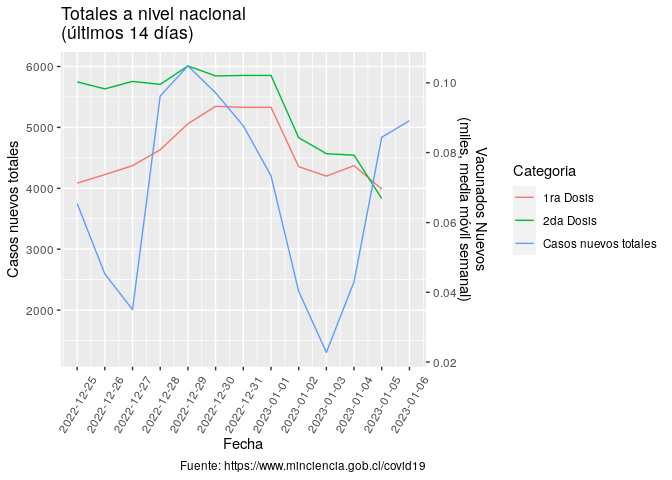 Totales a nivel nacional
(últimos 14 días)
Casos nuevos totales
6000
5000
4000
3000
2000
0.10
0.08
0.06
0.04
0.02
Vacunados Nuevos
(miles, media móvil semanal)
2022-12-25
2022-12-26
2022-12-27
2022-12-28
2022-12-29
2022-12-30
2022-12-31
2023-01-01
2023-01-02
2023-01-03
2023-01-04
2023-01-05
2023-01-06
Fecha
Categoria
1ra Dosis
2da Dosis
Casos nuevos totales
Fuente: https://www.minciencia.gob.cl/covid19